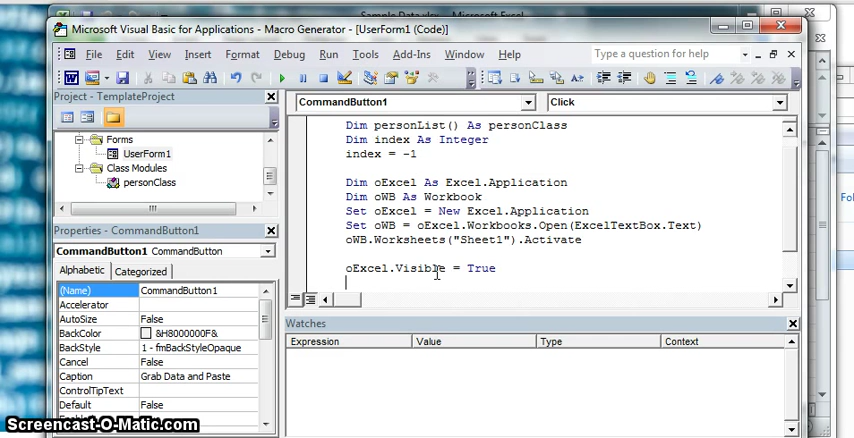 Sample Data.xlsx - Microsoft Excel
Microsoft Visual Basic for Applications - Macro Generator - [UserForm1 (Code)]
File Edit View Insert Format Debug Run Tools Add-Ins Window Help
Type a question for help
Project - TemplateProject
Forms
UserForm1
Class Modules
personClass
Properties - CommandButton1
CommandButton1 CommandButton
Alphabetic Categorized
(Name) CommandButton1
Accelerator
AutoSize False
BackColor &H8000000F&
BackStyle 1 - fmBackStyleOpaque
Cancel False
Caption Grab Data and Paste
ControlTipText
Default False
CommandButton1 Click
Dim personList() As personClass
Dim index As Integer
index = -1
Dim oExcel As Excel.Application
Dim oWB As Workbook
Set oExcel = New Excel.Application
Set oWB = oExcel.Workbooks.Open(ExcelTextBox.Text)
oWB.Worksheets("Sheet1").Activate
oExcel.Visible = True
Watches
Expression Value Type Context
Screencast-O-Matic.com